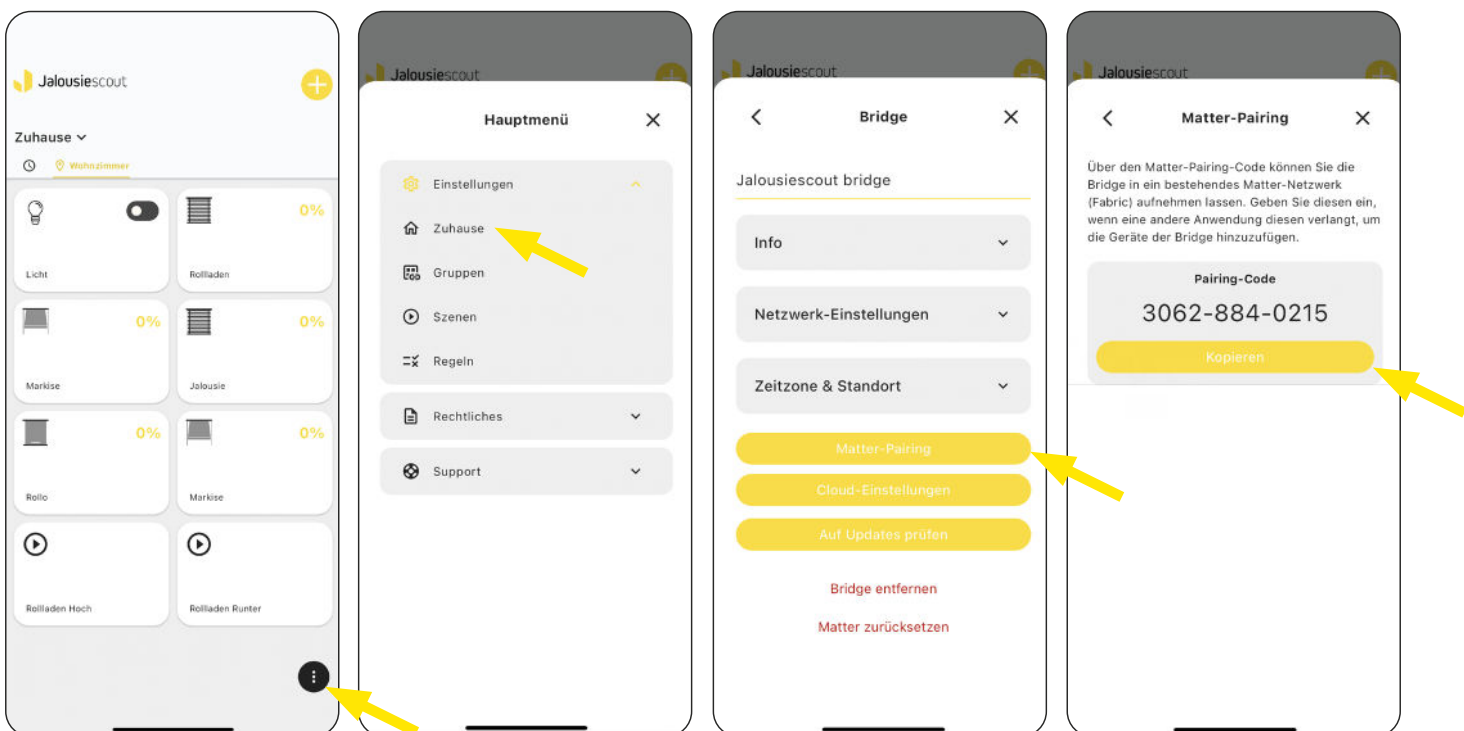 Jalousiescout
Zuhause
Wohnzimmer
Licht
0%
Rollladen
0%
Markise
0%
Jalousie
0%
Rollo
0%
Markise
Rollladen Hoch
Rollladen Runter
Jalousiescout
Hauptmenü
Einstellungen
Zuhause
Gruppen
Szenen
Regeln
Rechtliches
Support
Jalousiescout
Bridge
Jalousiescout bridge
Info
Netzwerk-Einstellungen
Zeitzone & Standort
Matter-Pairing
Cloud-Einstellungen
Auf Updates prüfen
Bridge entfernen
Matter zurücksetzen
Jalousiescout
Matter-Pairing
Über den Matter-Pairing-Code können Sie die
Bridge in ein bestehendes Matter-Netzwerk
(Fabric) aufnehmen lassen. Geben Sie diesen ein,
wenn eine andere Anwendung diesen verlangt, um
die Geräte der Bridge hinzuzufügen.
Pairing-Code
3062-884-0215
Kopieren